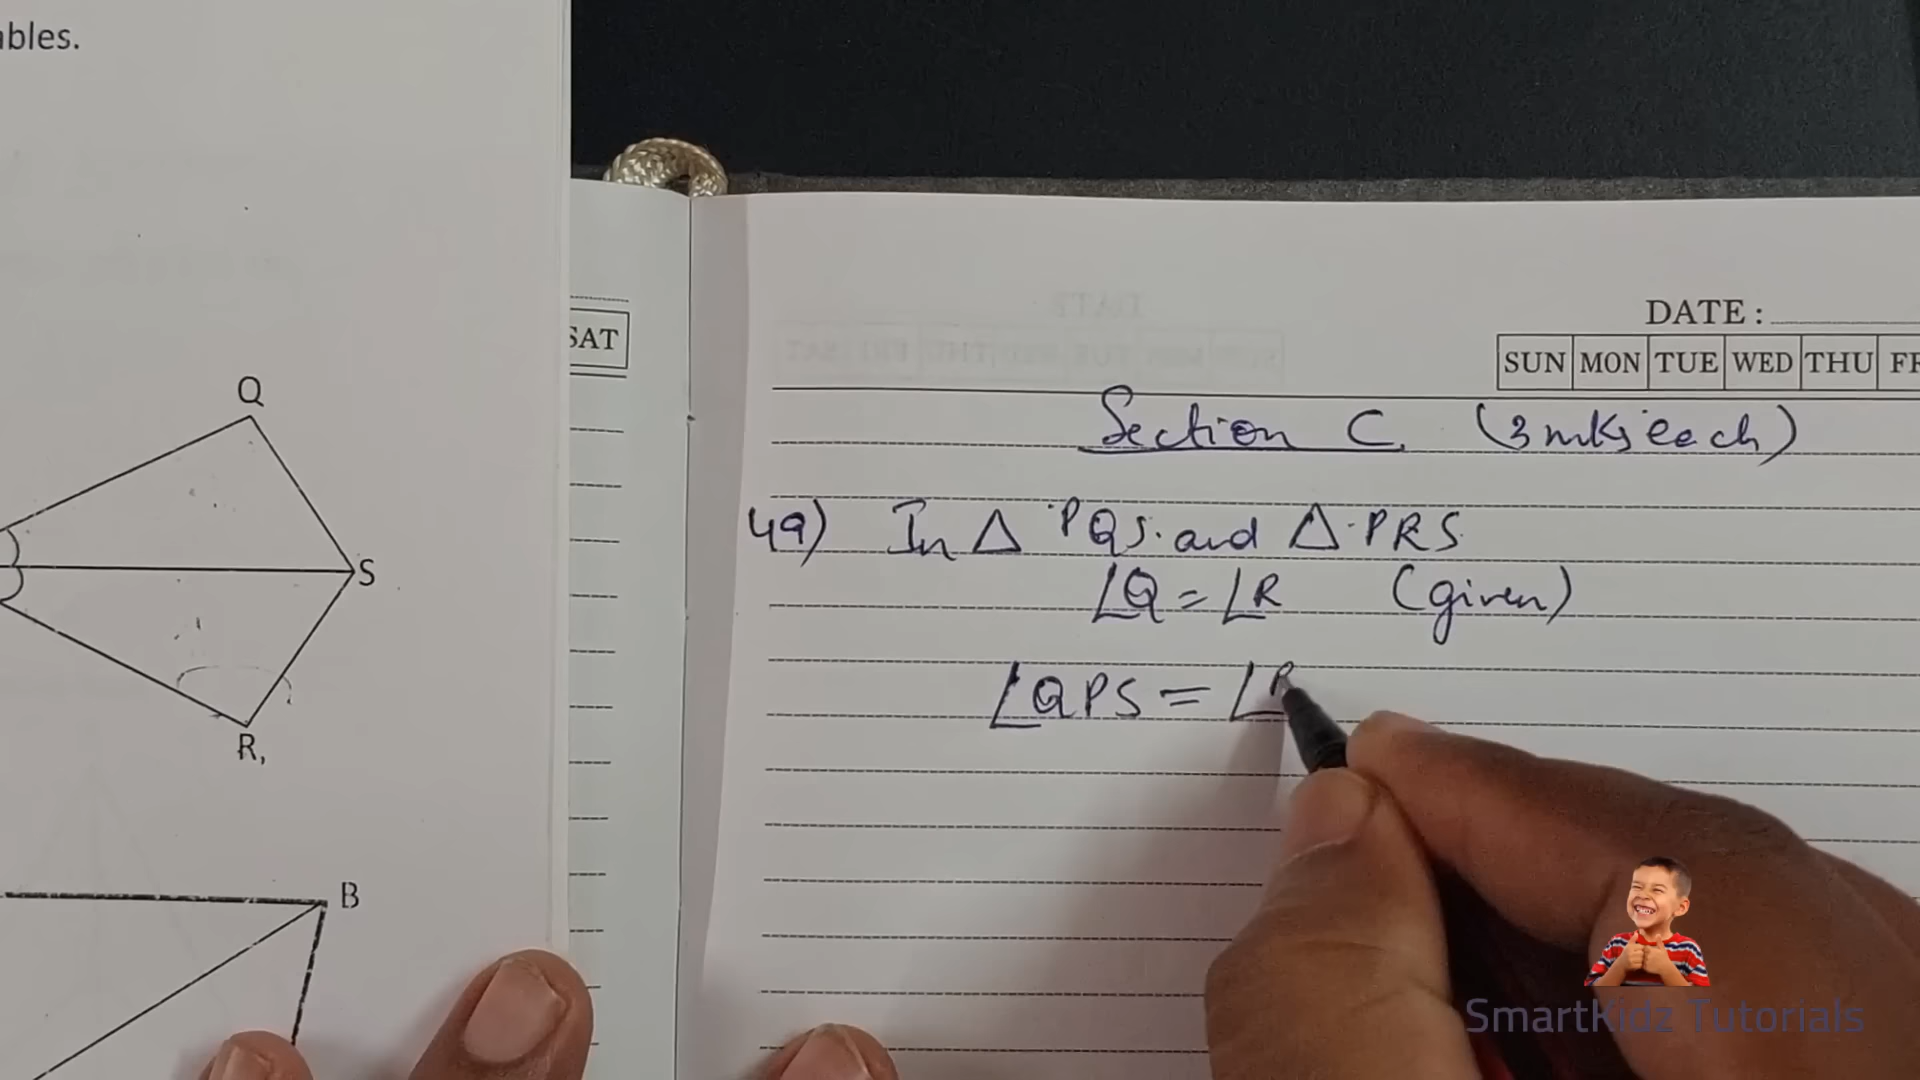 ables.
Q
S
R,
B
SAT
DATE :
SUN MON TUE WED THU FR
Section C (3 mks each)
49) In Δ PQS and Δ PRS
∠Q = ∠R (given)
∠QPS = ∠R
SmartKidz Tutorials